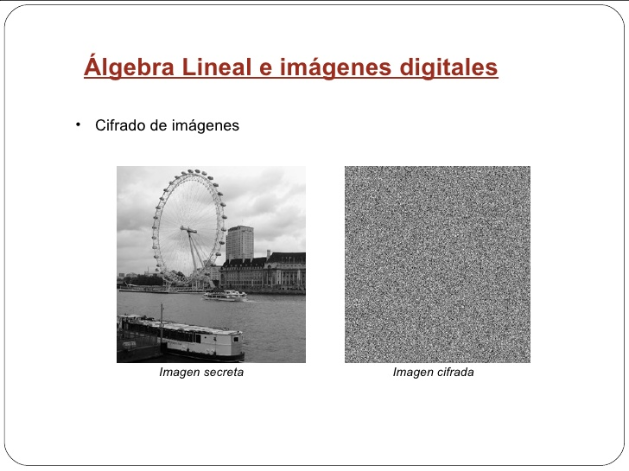 Álgebra Lineal e imágenes digitales
• Cifrado de imágenes
Imagen secreta
Imagen cifrada